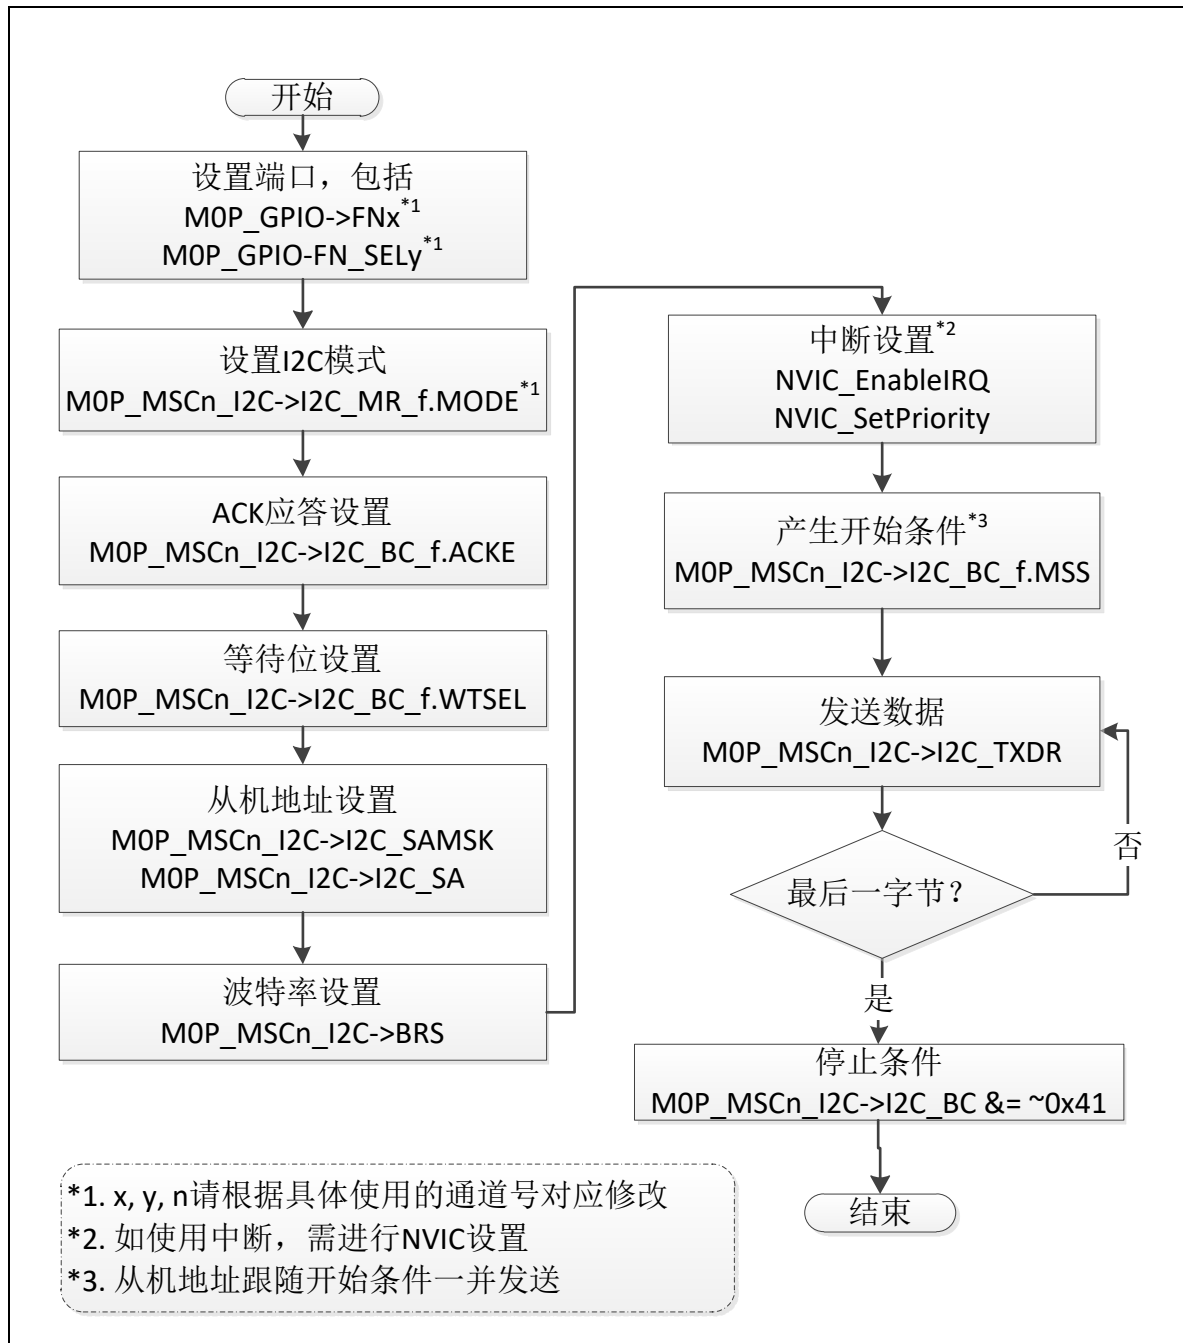 开始
设置端口，包括
M0P_GPIO->FNx*1
M0P_GPIO-FN_SELy*1
设置I2C模式
M0P_MSCn_I2C->I2C_MR_f.MODE*1
ACK应答设置
M0P_MSCn_I2C->I2C_BC_f.ACKE
等待位设置
M0P_MSCn_I2C->I2C_BC_f.WTSEL
从机地址设置
M0P_MSCn_I2C->I2C_SAMSK
M0P_MSCn_I2C->I2C_SA
波特率设置
M0P_MSCn_I2C->BRS
中断设置*2
NVIC_EnableIRQ
NVIC_SetPriority
产生开始条件*3
M0P_MSCn_I2C->I2C_BC_f.MSS
发送数据
M0P_MSCn_I2C->I2C_TXDR
否
最后一字节？
是
停止条件
M0P_MSCn_I2C->I2C_BC &= ~0x41
结束
*1. x, y, n请根据具体使用的通道号对应修改
*2. 如使用中断，需进行NVIC设置
*3. 从机地址跟随开始条件一并发送